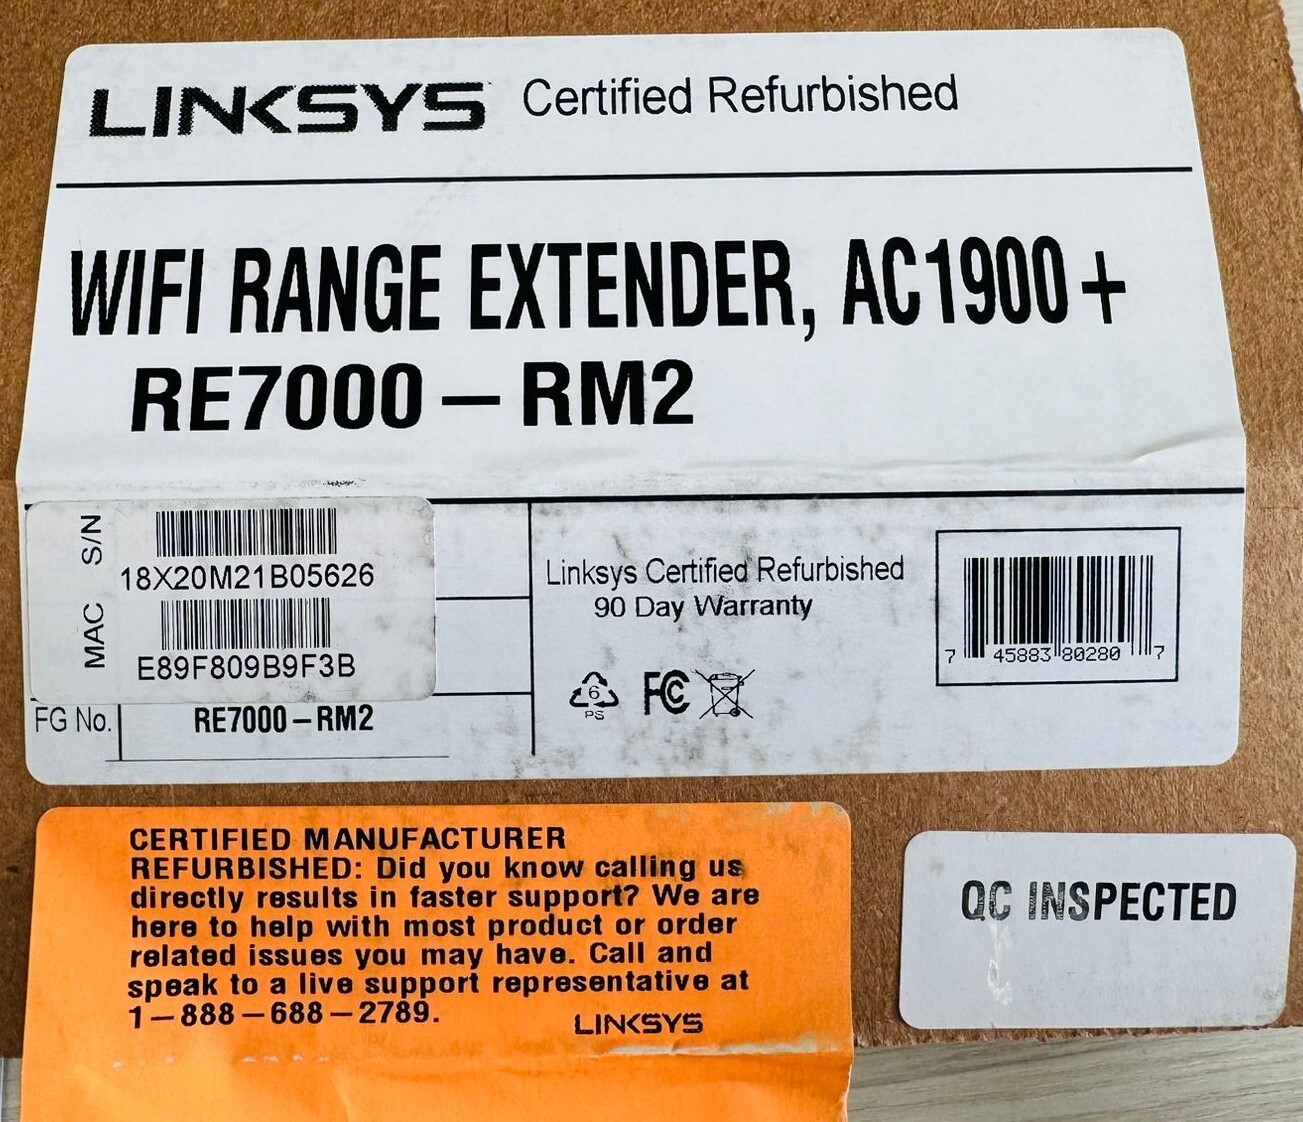 LINKSYS Certified Refurbished
WIFI RANGE EXTENDER, AC1900+
RE7000-RM2
S/N
18X20M21B05626
MAC
E89F809B9F3B
FG No. RE7000-RM2
Linksys Certified Refurbished
90 Day Warranty
6
PS
FC
7 45883 80280 7
CERTIFIED MANUFACTURER
REFURBISHED: Did you know calling us
directly results in faster support? We are
here to help with most product or order
related issues you may have. Call and
speak to a live support representative at
1-888-688-2789.
LINKSYS
QC INSPECTED